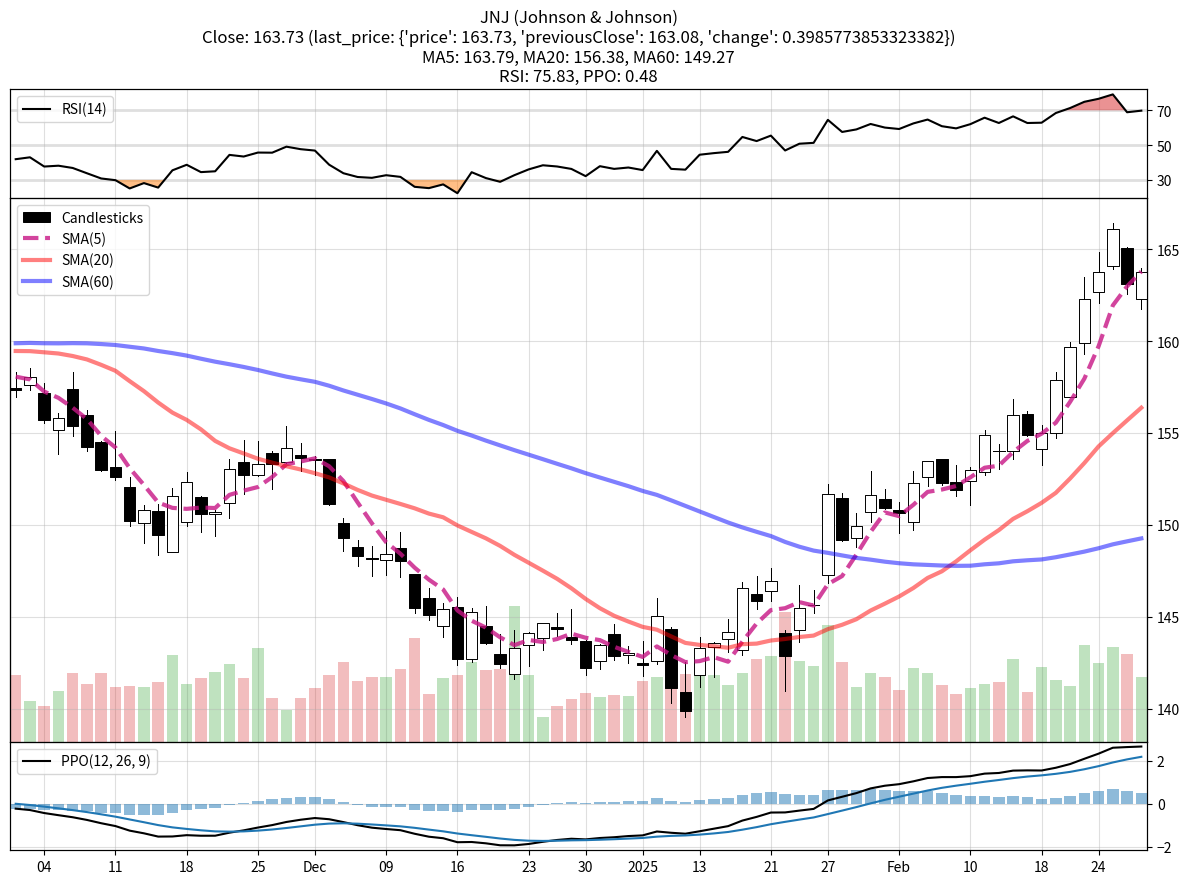 JNJ (Johnson & Johnson)
Close: 163.73 (last_price: {'price': 163.73, 'previousClose': 163.08, 'change': 0.3985773853323382})
MA5: 163.79, MA20: 156.38, MA60: 149.27
RSI: 75.83, PPO: 0.48
RSI(14)
70
50
30
Candlesticks
SMA(5)
SMA(20)
SMA(60)
165
160
155
150
145
140
PPO(12, 26, 9)
2
0
−2
04 11 18 25 Dec 09 16 23 30 2025 13 21 27 Feb 10 18 24